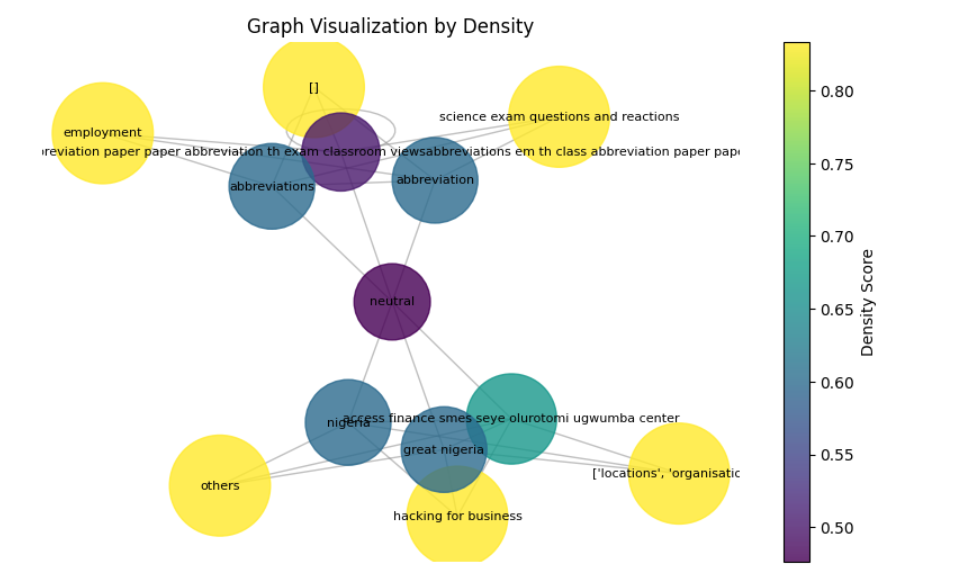 Graph Visualization by Density
[]
science exam questions and reactions
employment
reviation paper paper abbreviation th exam classroom viewsabbreviations em th class abbreviation paper pape
abbreviations
abbreviation
neutral
access finance smes seye olurotomi ugwumba center
nigeria
great nigeria
['locations', 'organisatic
others
hacking for business
0.80
0.75
0.70
0.65
0.60
0.55
0.50
Density Score